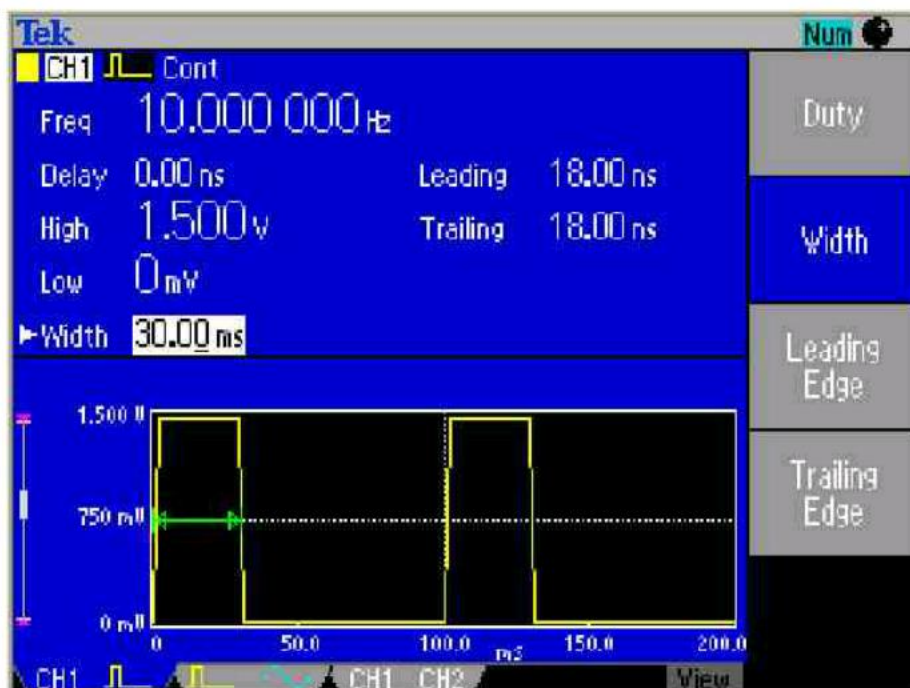 Tek Num
CH1 Cont
Freq 10.000 000 Hz
Delay 0.00 ns Leading 18.00 ns
High 1.500 V Trailing 18.00 ns
Low 0 mV
Width 30.00 ms
Duty
Width
Leading
Edge
Trailing
Edge
1.500 V
750 mV
0 mV
0 50.0 100.0 ms 150.0 200.0
CH1 CH1 CH2 View